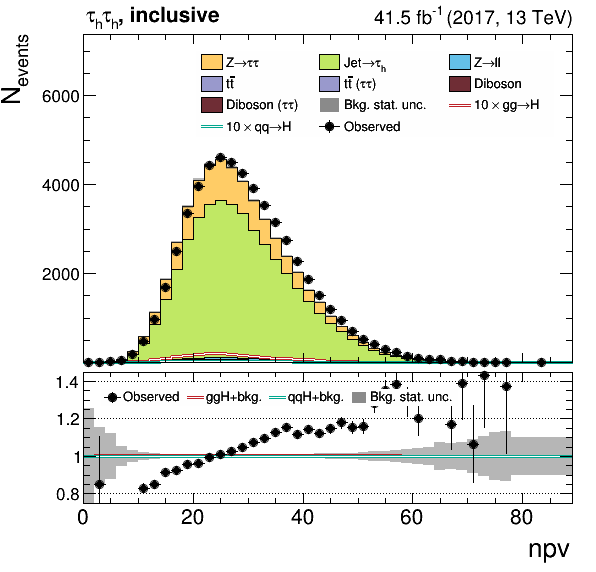 τhτh, inclusive 41.5 fb⁻¹ (2017, 13 TeV)
Nevents
Z→ττ Jet→τh Z→ll
tt̄ tt̄ (ττ) Diboson
Diboson (ττ) Bkg. stat. unc. 10 × gg→H
10 × qq→H Observed
6000
4000
2000
1.4
Observed ggH+bkg. qqH+bkg. Bkg. stat. unc.
1.2
1
0.8
0 20 40 60 80
npv